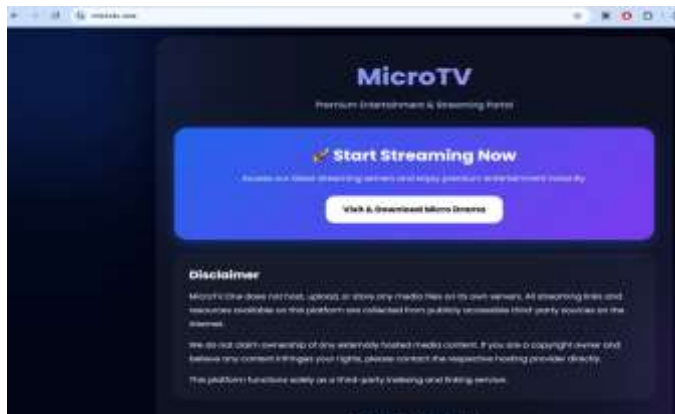 MicroTV
Premium Entertainment & Streaming Portal
🚀 Start Streaming Now
Access our latest streaming servers and enjoy premium entertainment instantly
Visit & Download Micro Drama
Disclaimer
MicroTV.One does not host, upload, or store any media files on its own servers. All streaming links and
resources available on this platform are collected from publicly accessible third-party sources on the
internet.
We do not claim ownership of any externally hosted media content. If you are a copyright owner and
believe any content infringes your rights, please contact the respective hosting provider directly.
This platform functions solely as a third-party indexing and linking service.